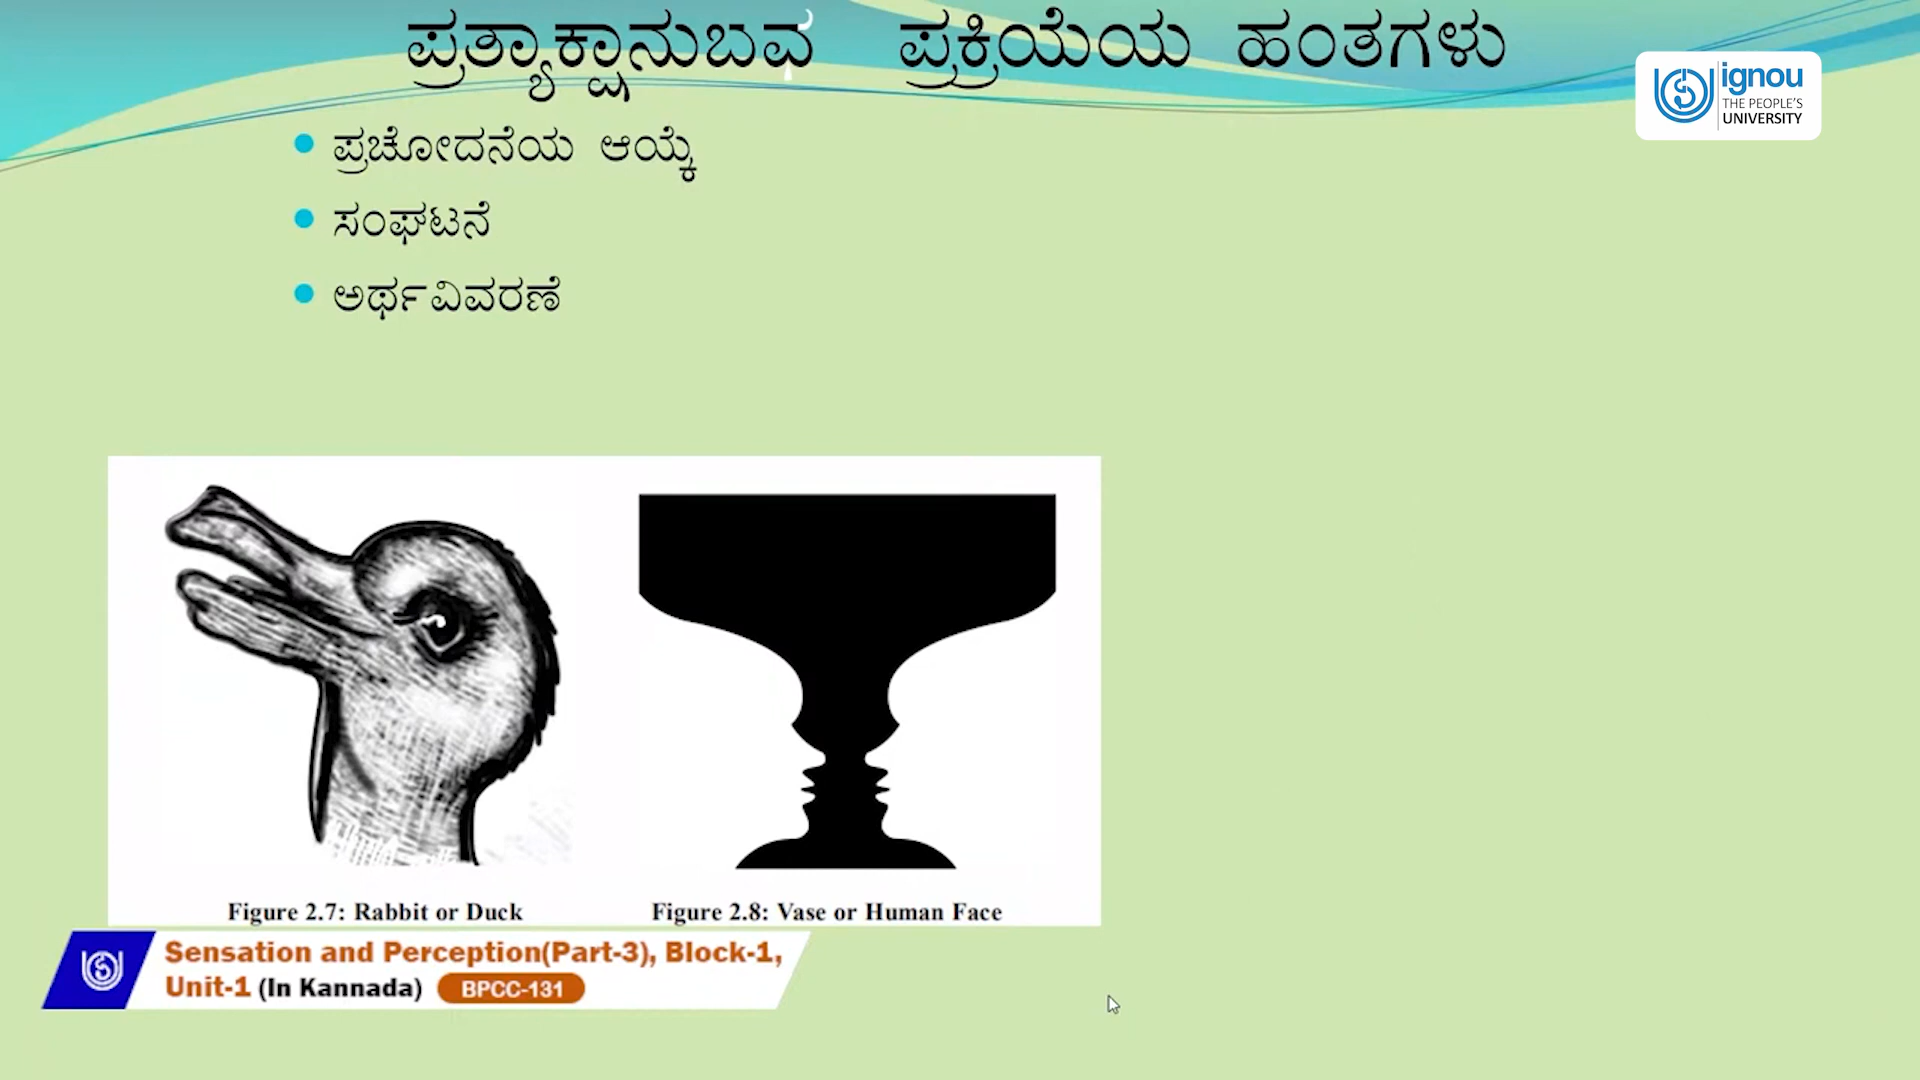 ಪ್ರತ್ಯಾಕ್ಷಾನುಬವ ಪ್ರಕ್ರಿಯೆಯ ಹಂತಗಳು
ignou
THE PEOPLE'S
UNIVERSITY
ಪ್ರಚೋದನೆಯ ಆಯ್ಕೆ
ಸಂಘಟನೆ
ಅರ್ಥವಿವರಣೆ
Figure 2.7: Rabbit or Duck
Figure 2.8: Vase or Human Face
Sensation and Perception(Part-3), Block-1,
Unit-1 (In Kannada) BPCC-131